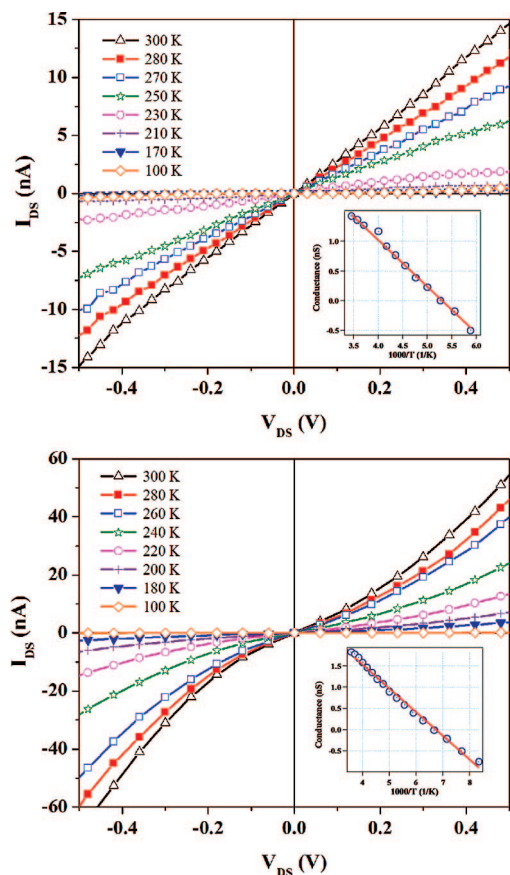 15
10
5
0
-5
-10
-15
I_DS (nA)
300 K
280 K
270 K
250 K
230 K
210 K
170 K
100 K
1.0
0.5
0.0
-0.5
Conductance (nS)
3.5 4.0 4.5 5.0 5.5 6.0
1000/T (1/K)
-0.4 -0.2 0.0 0.2 0.4
V_DS (V)
60
40
20
0
-20
-40
-60
I_DS (nA)
300 K
280 K
260 K
240 K
220 K
200 K
180 K
100 K
1.5
1.0
0.5
0.0
-0.5
Conductance (nS)
4 5 6 7 8
1000/T (1/K)
-0.4 -0.2 0.0 0.2 0.4
V_DS (V)